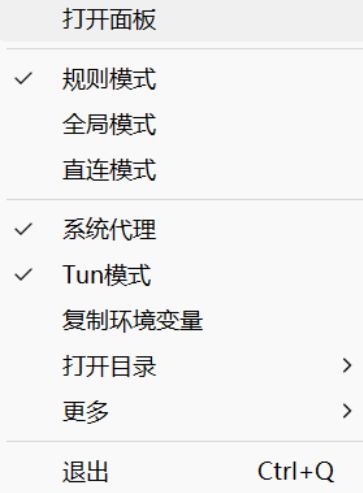 打开面板
规则模式
全局模式
直连模式
系统代理
Tun模式
复制环境变量
打开目录
更多
退出 Ctrl+Q